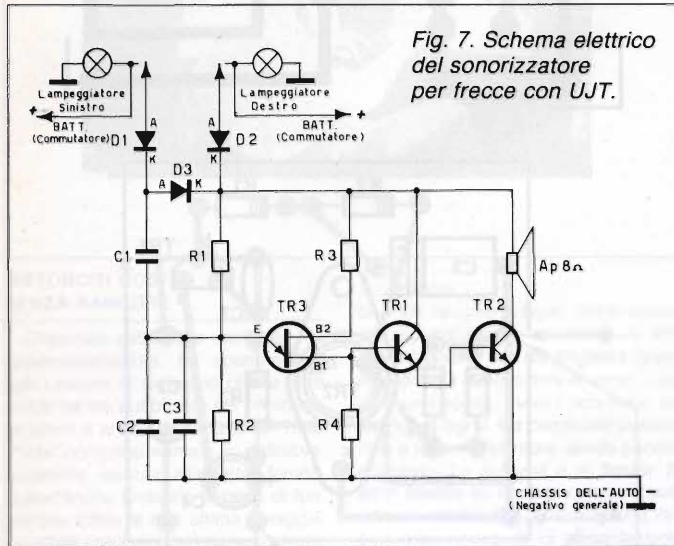 Fig. 7. Schema elettrico
del sonorizzatore
per frecce con UJT.
Lampeggiatore
Sinistro
+
BATT.
(Commutatore)
Lampeggiatore
Destro
+
BATT.
(Commutatore)
D1
A
K
D2
A
K
D3
A
K
C1
R1
R3
Ap 8Ω
TR3
E
B2
B1
TR1
TR2
C2
C3
R2
R4
CHASSIS DELL'AUTO −
(Negativo generale)